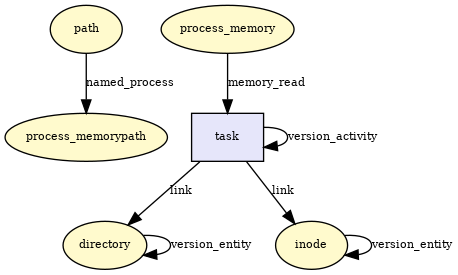 path
process_memory
named_process
memory_read
process_memorypath
task
version_activity
link
link
directory
version_entity
inode
version_entity